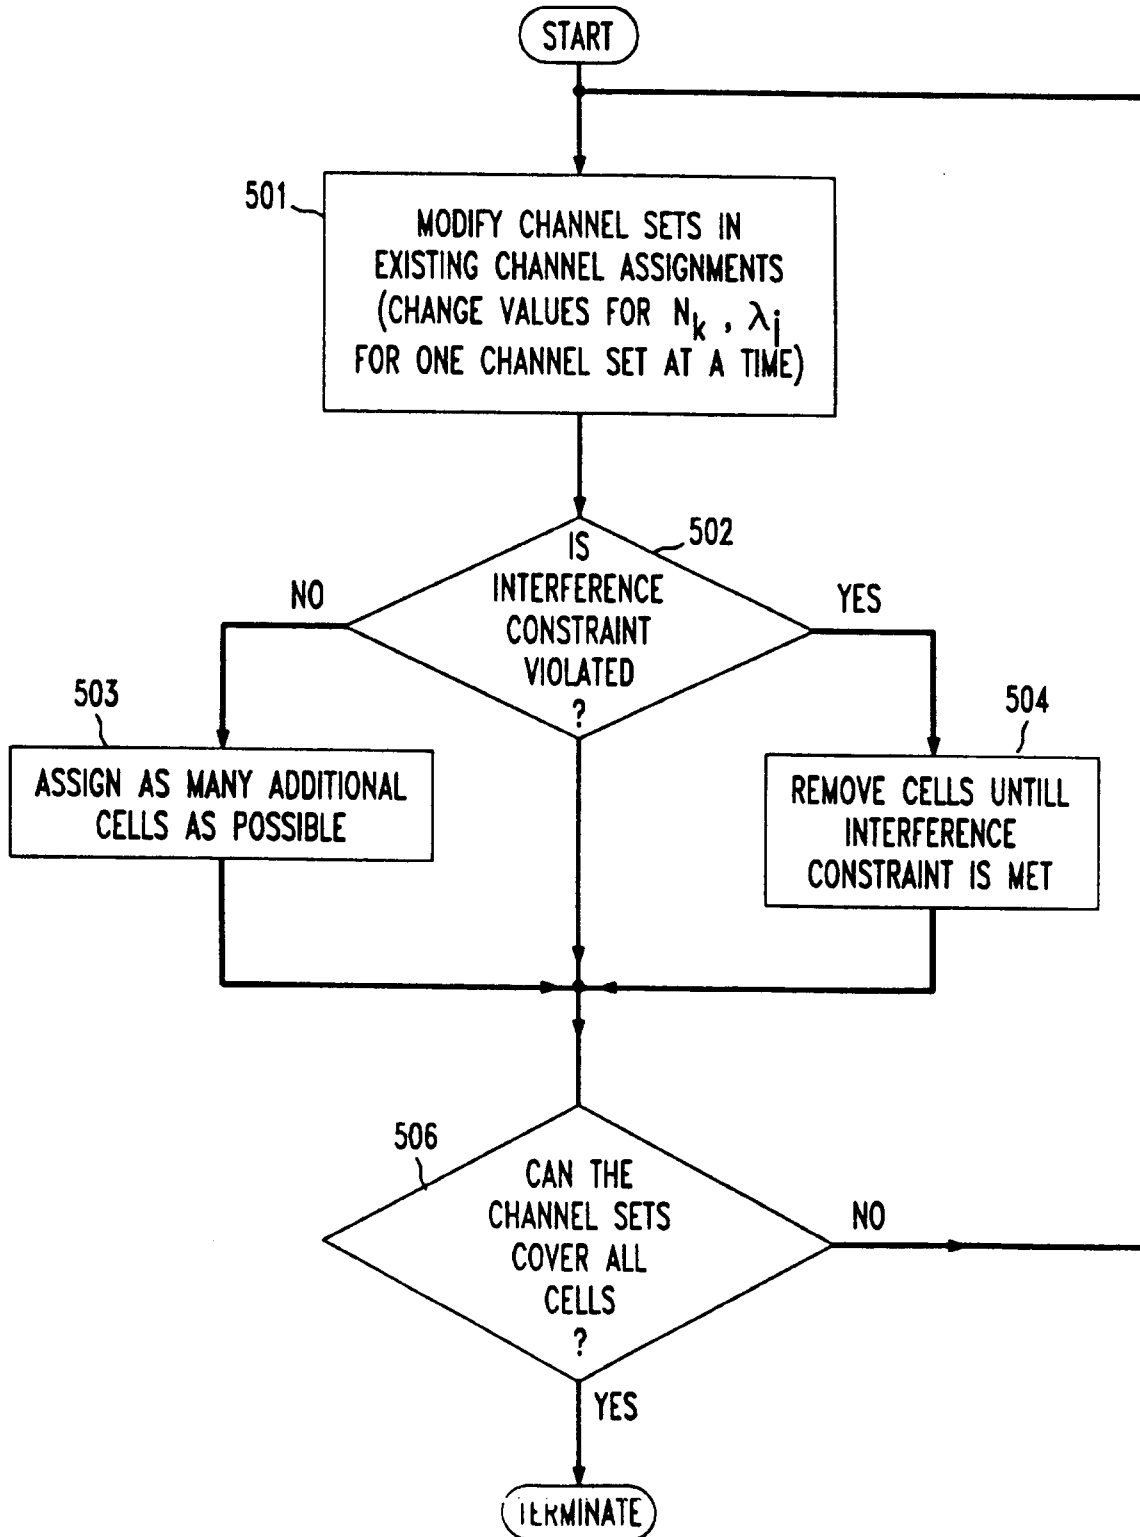 START
501
MODIFY CHANNEL SETS IN
EXISTING CHANNEL ASSIGNMENTS
(CHANGE VALUES FOR Nk , λj
FOR ONE CHANNEL SET AT A TIME)
502
IS
INTERFERENCE
CONSTRAINT
VIOLATED
?
NO
YES
503
ASSIGN AS MANY ADDITIONAL
CELLS AS POSSIBLE
504
REMOVE CELLS UNTILL
INTERFERENCE
CONSTRAINT IS MET
506
CAN THE
CHANNEL SETS
COVER ALL
CELLS
?
NO
YES
TERMINATE